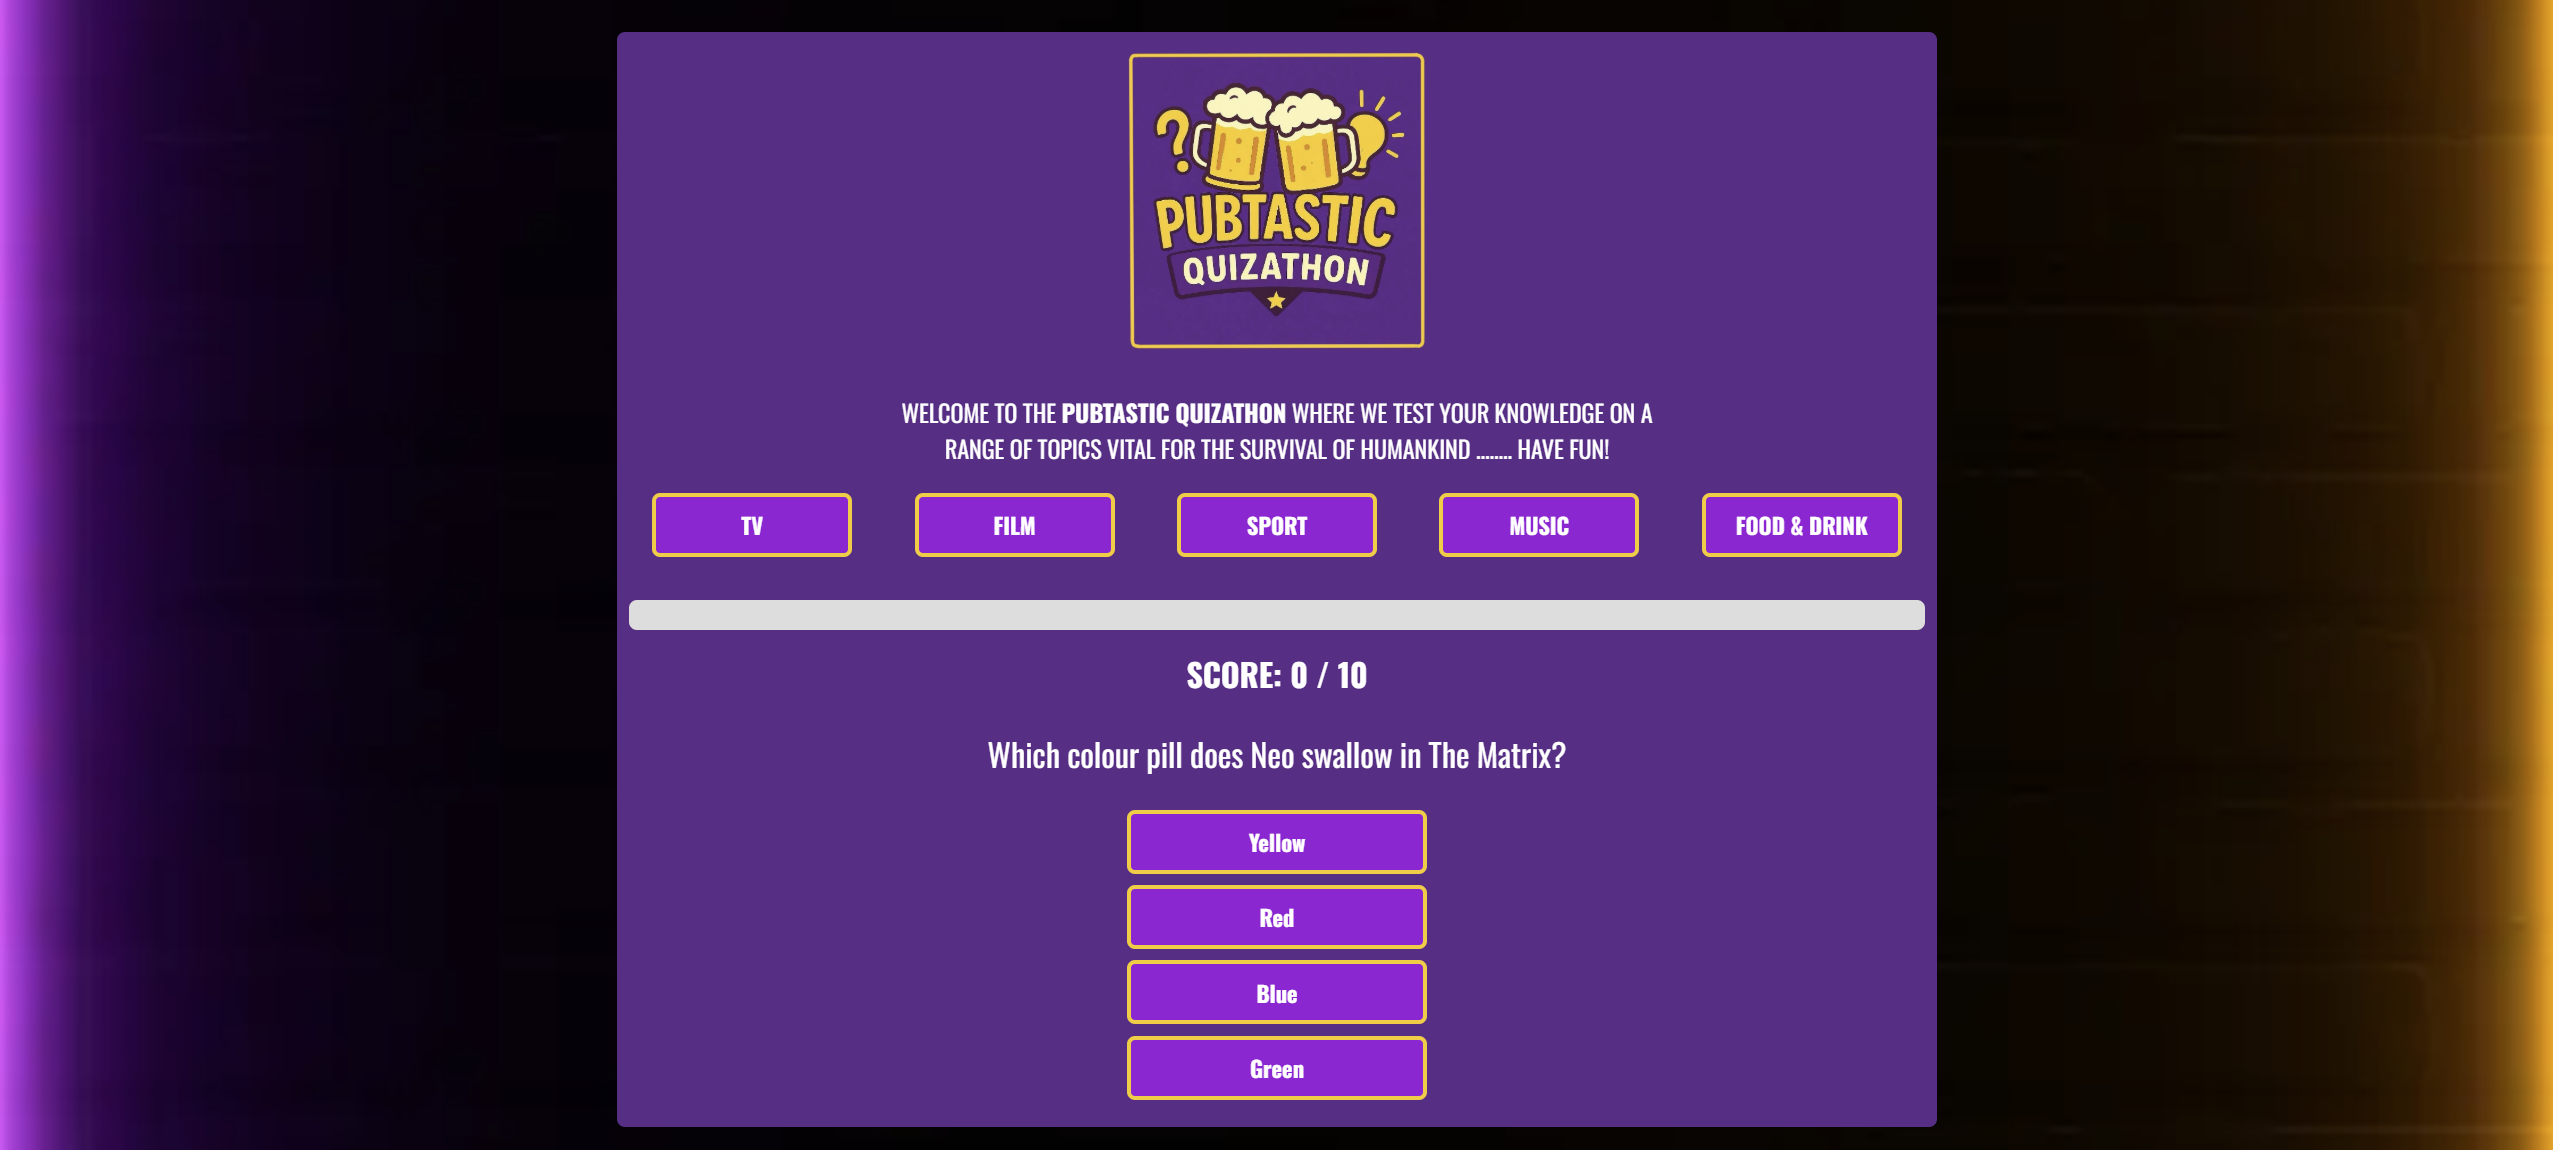 ?
PUBTASTIC
QUIZATHON
WELCOME TO THE PUBTASTIC QUIZATHON WHERE WE TEST YOUR KNOWLEDGE ON A
RANGE OF TOPICS VITAL FOR THE SURVIVAL OF HUMANKIND ........ HAVE FUN!
TV
FILM
SPORT
MUSIC
FOOD & DRINK
SCORE: 0 / 10
Which colour pill does Neo swallow in The Matrix?
Yellow
Red
Blue
Green